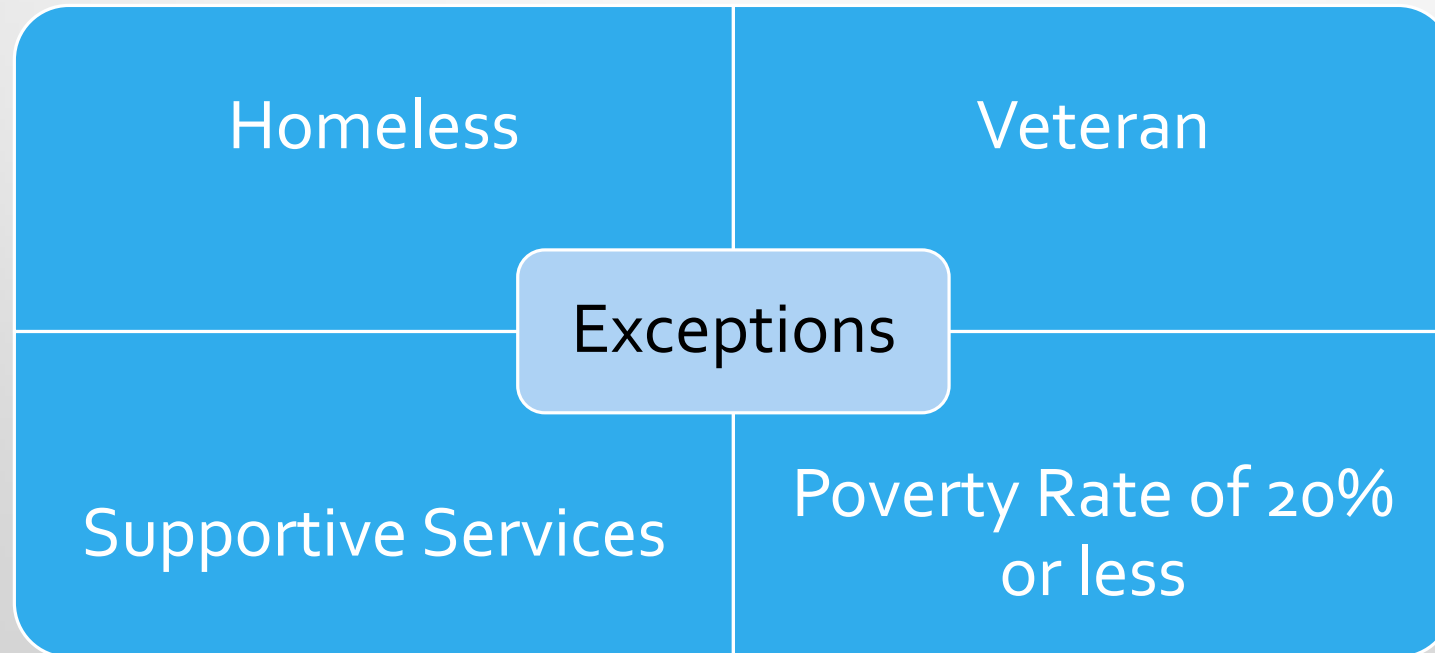 Homeless
Veteran
Exceptions
Supportive Services
Poverty Rate of 20%
or less